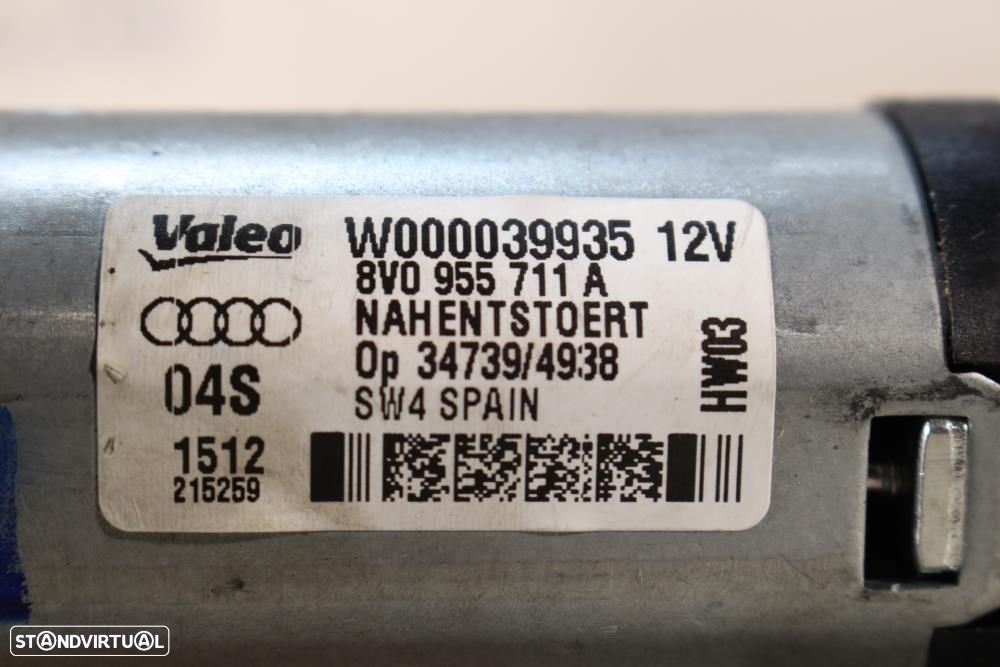 Valeo W000039935 12V
8V0 955 711 A
NAHENTSTOERT
Op 34739/4938
04S
SW4 SPAIN
HW03
1512
215259
STANDVIRTUAL